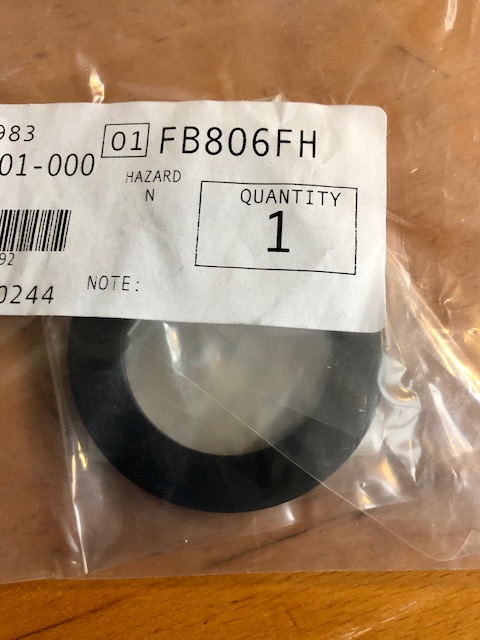 983
01 FB806FH
01-000
HAZARD
N
QUANTITY
1
92
NOTE:
0244